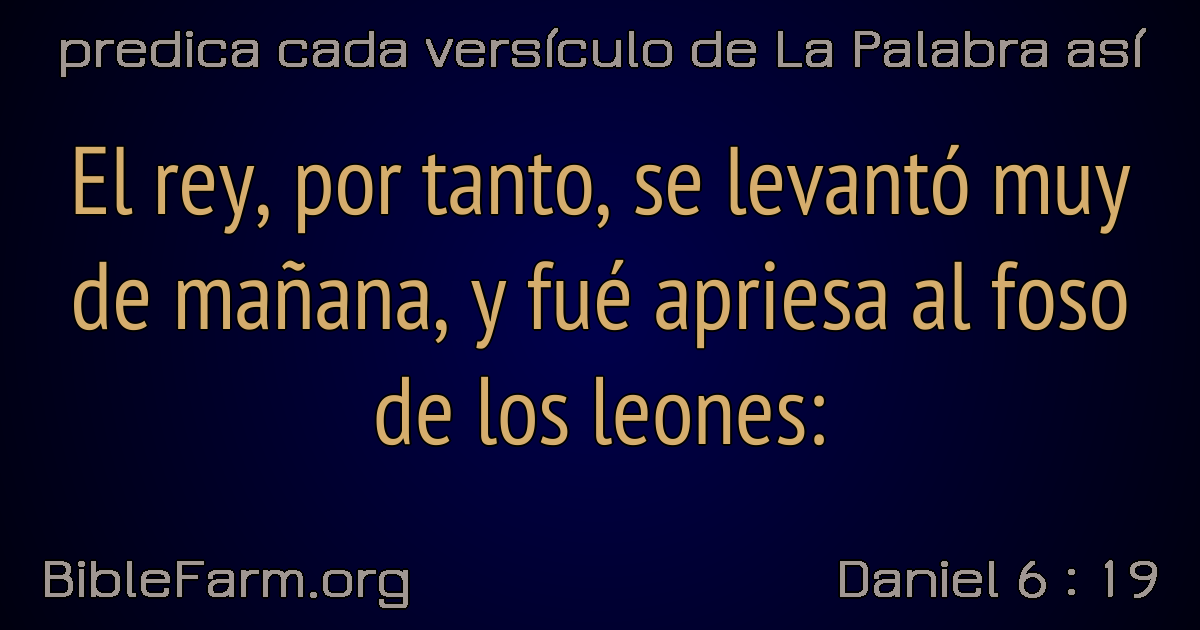 predica cada versículo de La Palabra así
El rey, por tanto, se levantó muy
de mañana, y fué apriesa al foso
de los leones:
BibleFarm.org
Daniel 6 : 19